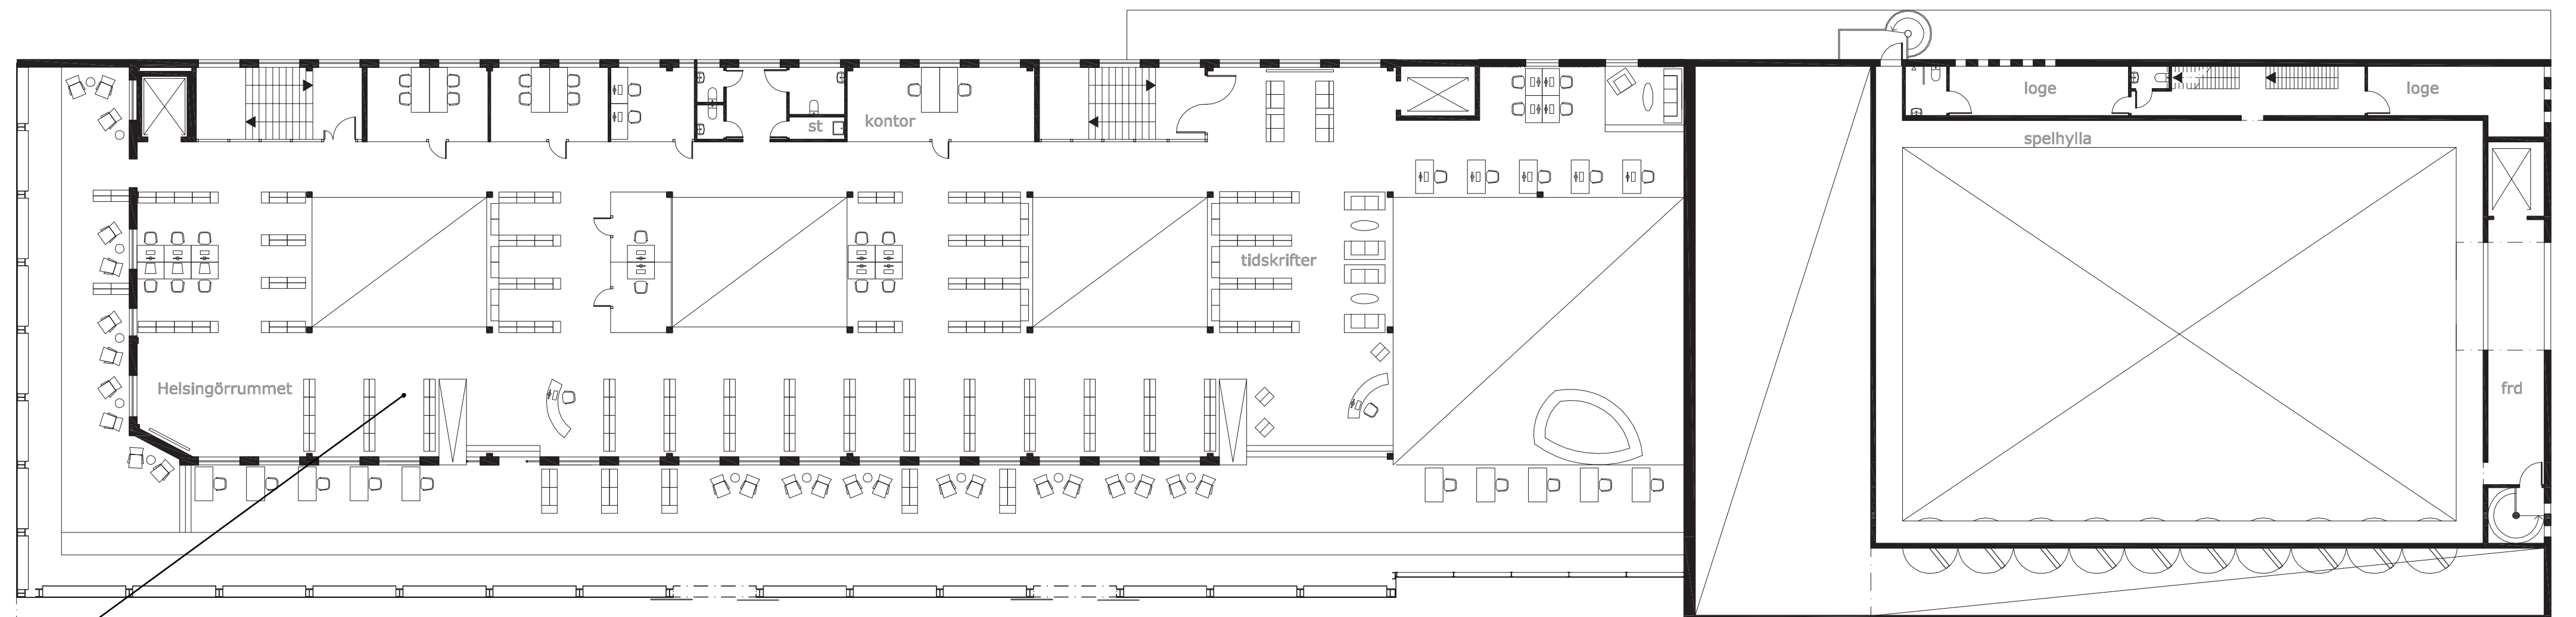 loge
loge
st
kontor
spelhylla
tidskrifter
Helsingörrummet
frd